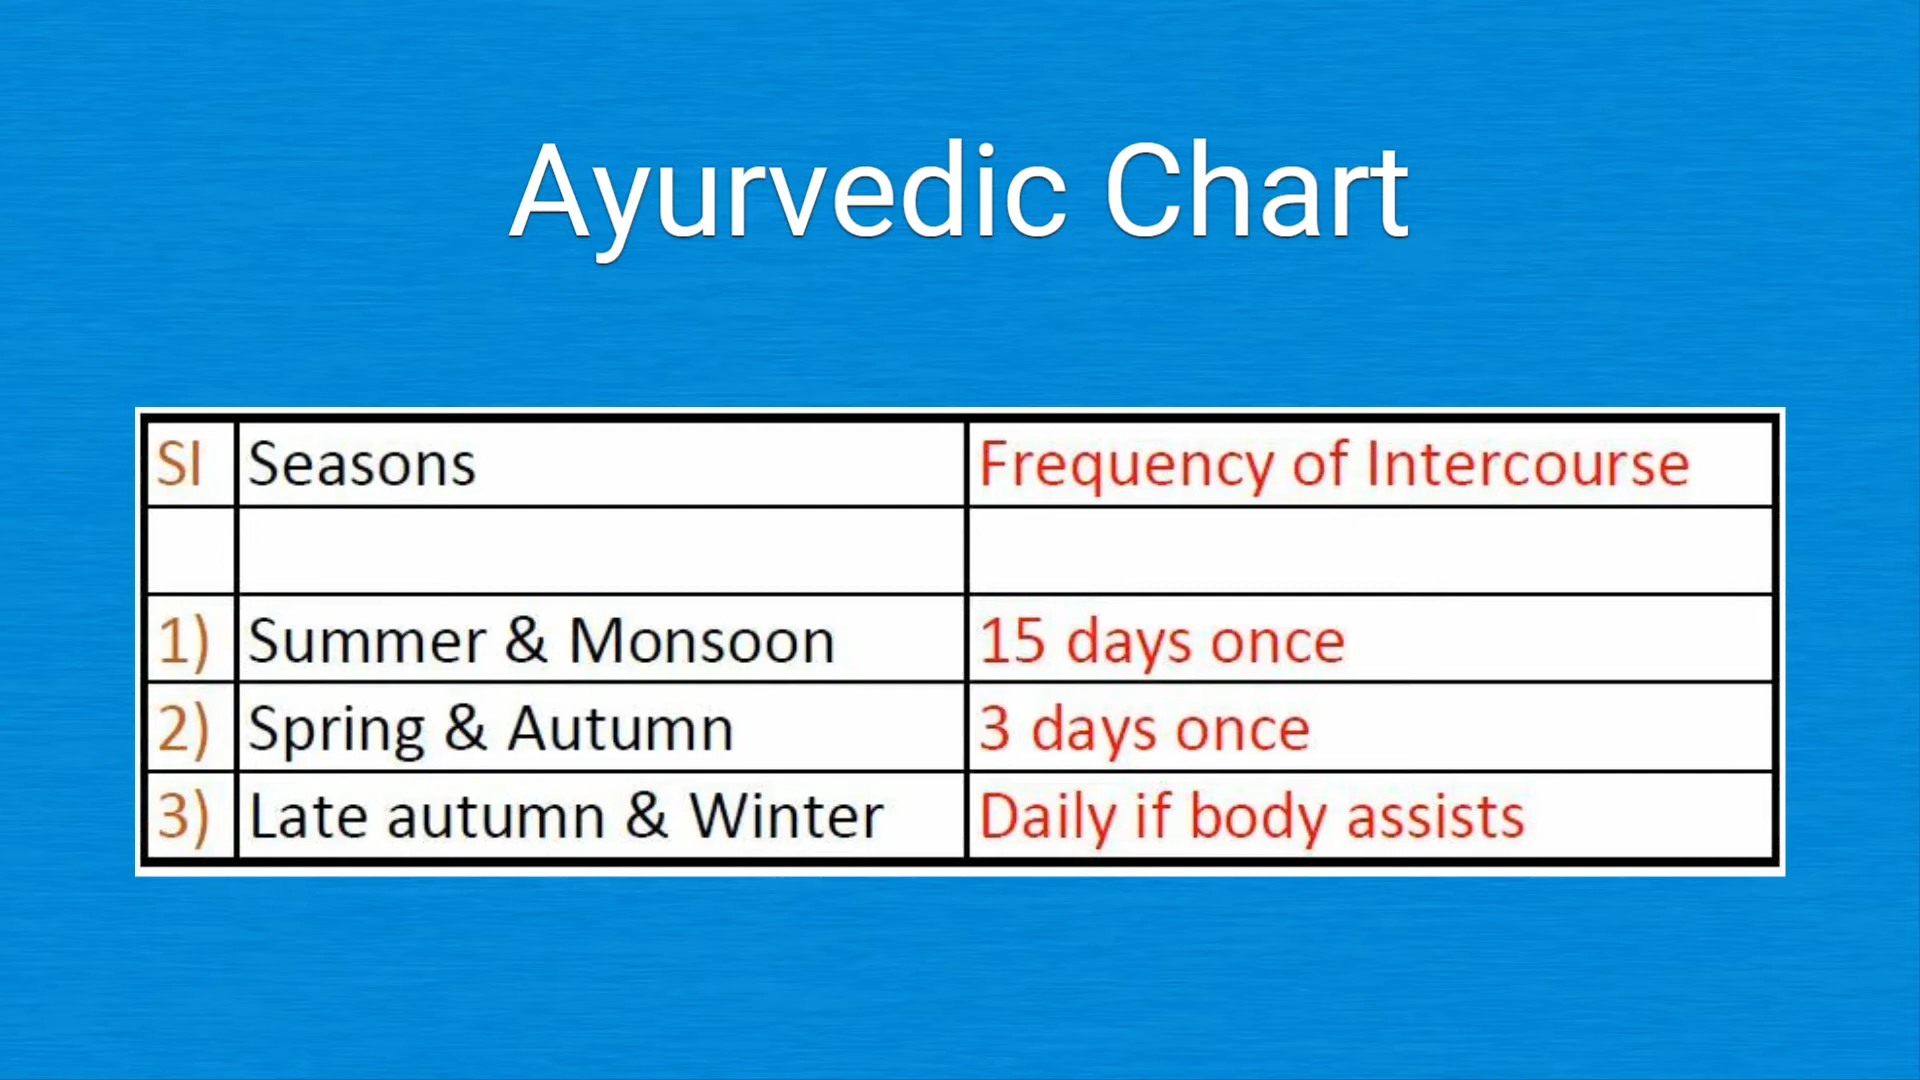 Ayurvedic Chart
SI Seasons Frequency of Intercourse
1) Summer & Monsoon 15 days once
2) Spring & Autumn 3 days once
3) Late autumn & Winter Daily if body assists